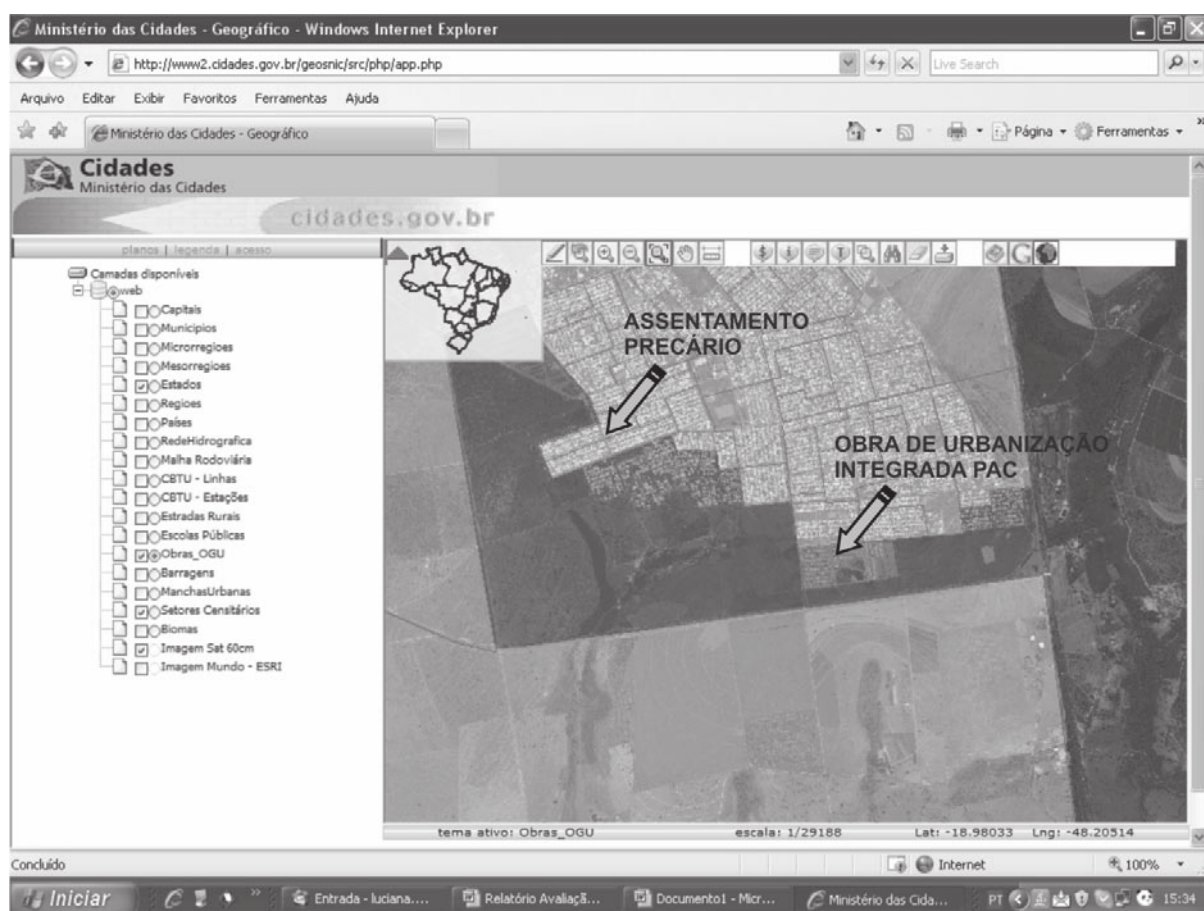 Ministério das Cidades - Geográfico - Windows Internet Explorer
http://www2.cidades.gov.br/geosnic/src/php/app.php
Live Search
Arquivo Editar Exibir Favoritos Ferramentas Ajuda
Ministério das Cidades - Geográfico
Página Ferramentas
Cidades
Ministério das Cidades
cidades.gov.br
planos | legenda | acesso
Camadas disponíveis
web
Capitais
Municipios
Microrregioes
Mesorregioes
Estados
Regioes
Países
RedeHidrografica
Malha Rodoviária
CBTU - Linhas
CBTU - Estações
Estradas Rurais
Escolas Públicas
Obras_OGU
Barragens
ManchasUrbanas
Setores Censitários
Biomas
Imagem Sat 60cm
Imagem Mundo - ESRI
ASSENTAMENTO
PRECÁRIO
OBRA DE URBANIZAÇÃO
INTEGRADA PAC
tema ativo: Obras_OGU escala: 1/29188 Lat: -18.98033 Lng: -48.20514
Concluído Internet 100%
Iniciar Entrada - luciana.... Relatório Avaliaçã... Documento1 - Micr... Ministério das Cida... PT 15:34